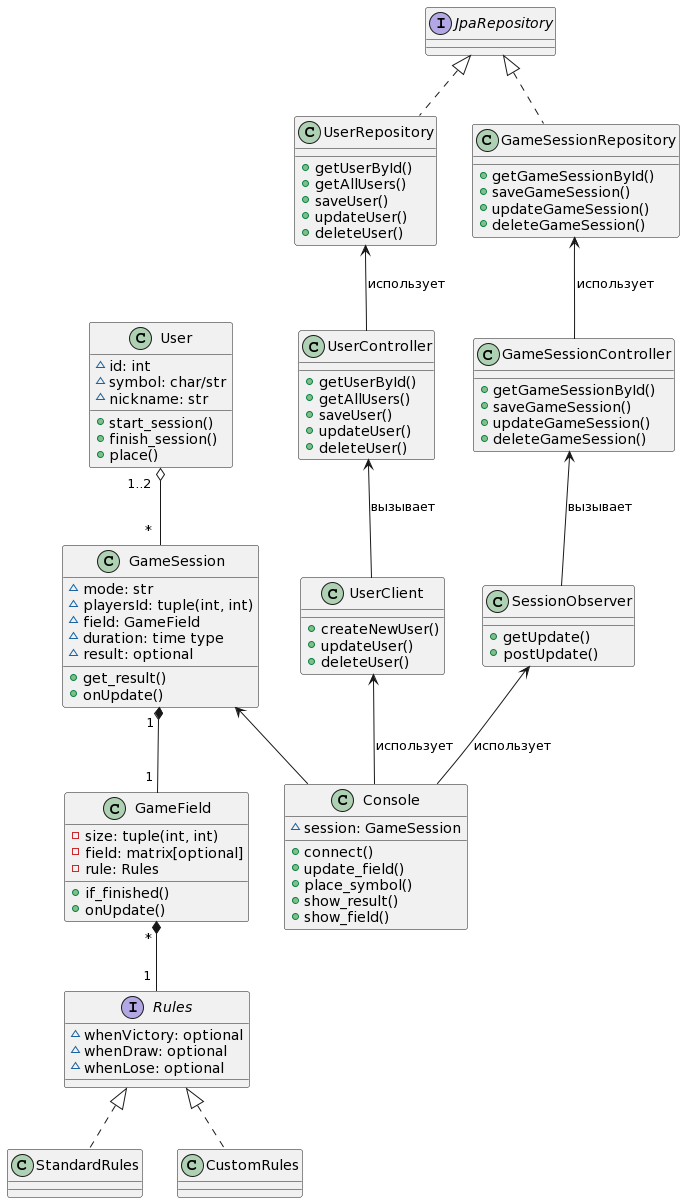 I JpaRepository
C UserRepository
getUserById()
getAllUsers()
saveUser()
updateUser()
deleteUser()
C GameSessionRepository
getGameSessionById()
saveGameSession()
updateGameSession()
deleteGameSession()
использует
использует
C User
~ id: int
~ symbol: char/str
~ nickname: str
start_session()
finish_session()
place()
C UserController
getUserById()
getAllUsers()
saveUser()
updateUser()
deleteUser()
C GameSessionController
getGameSessionById()
saveGameSession()
updateGameSession()
deleteGameSession()
1..2
*
вызывает
вызывает
C GameSession
~ mode: str
~ playersId: tuple(int, int)
~ field: GameField
~ duration: time type
~ result: optional
get_result()
onUpdate()
C UserClient
createNewUser()
updateUser()
deleteUser()
C SessionObserver
getUpdate()
postUpdate()
1
1
использует
использует
C GameField
size: tuple(int, int)
field: matrix[optional]
rule: Rules
if_finished()
onUpdate()
C Console
~ session: GameSession
connect()
update_field()
place_symbol()
show_result()
show_field()
*
1
I Rules
~ whenVictory: optional
~ whenDraw: optional
~ whenLose: optional
C StandardRules
C CustomRules